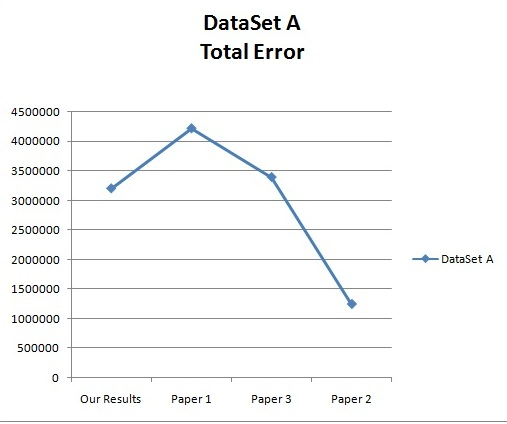 DataSet A
Total Error
4500000
4000000
3500000
3000000
2500000
2000000
1500000
1000000
500000
0
Our Results
Paper 1
Paper 3
Paper 2
DataSet A